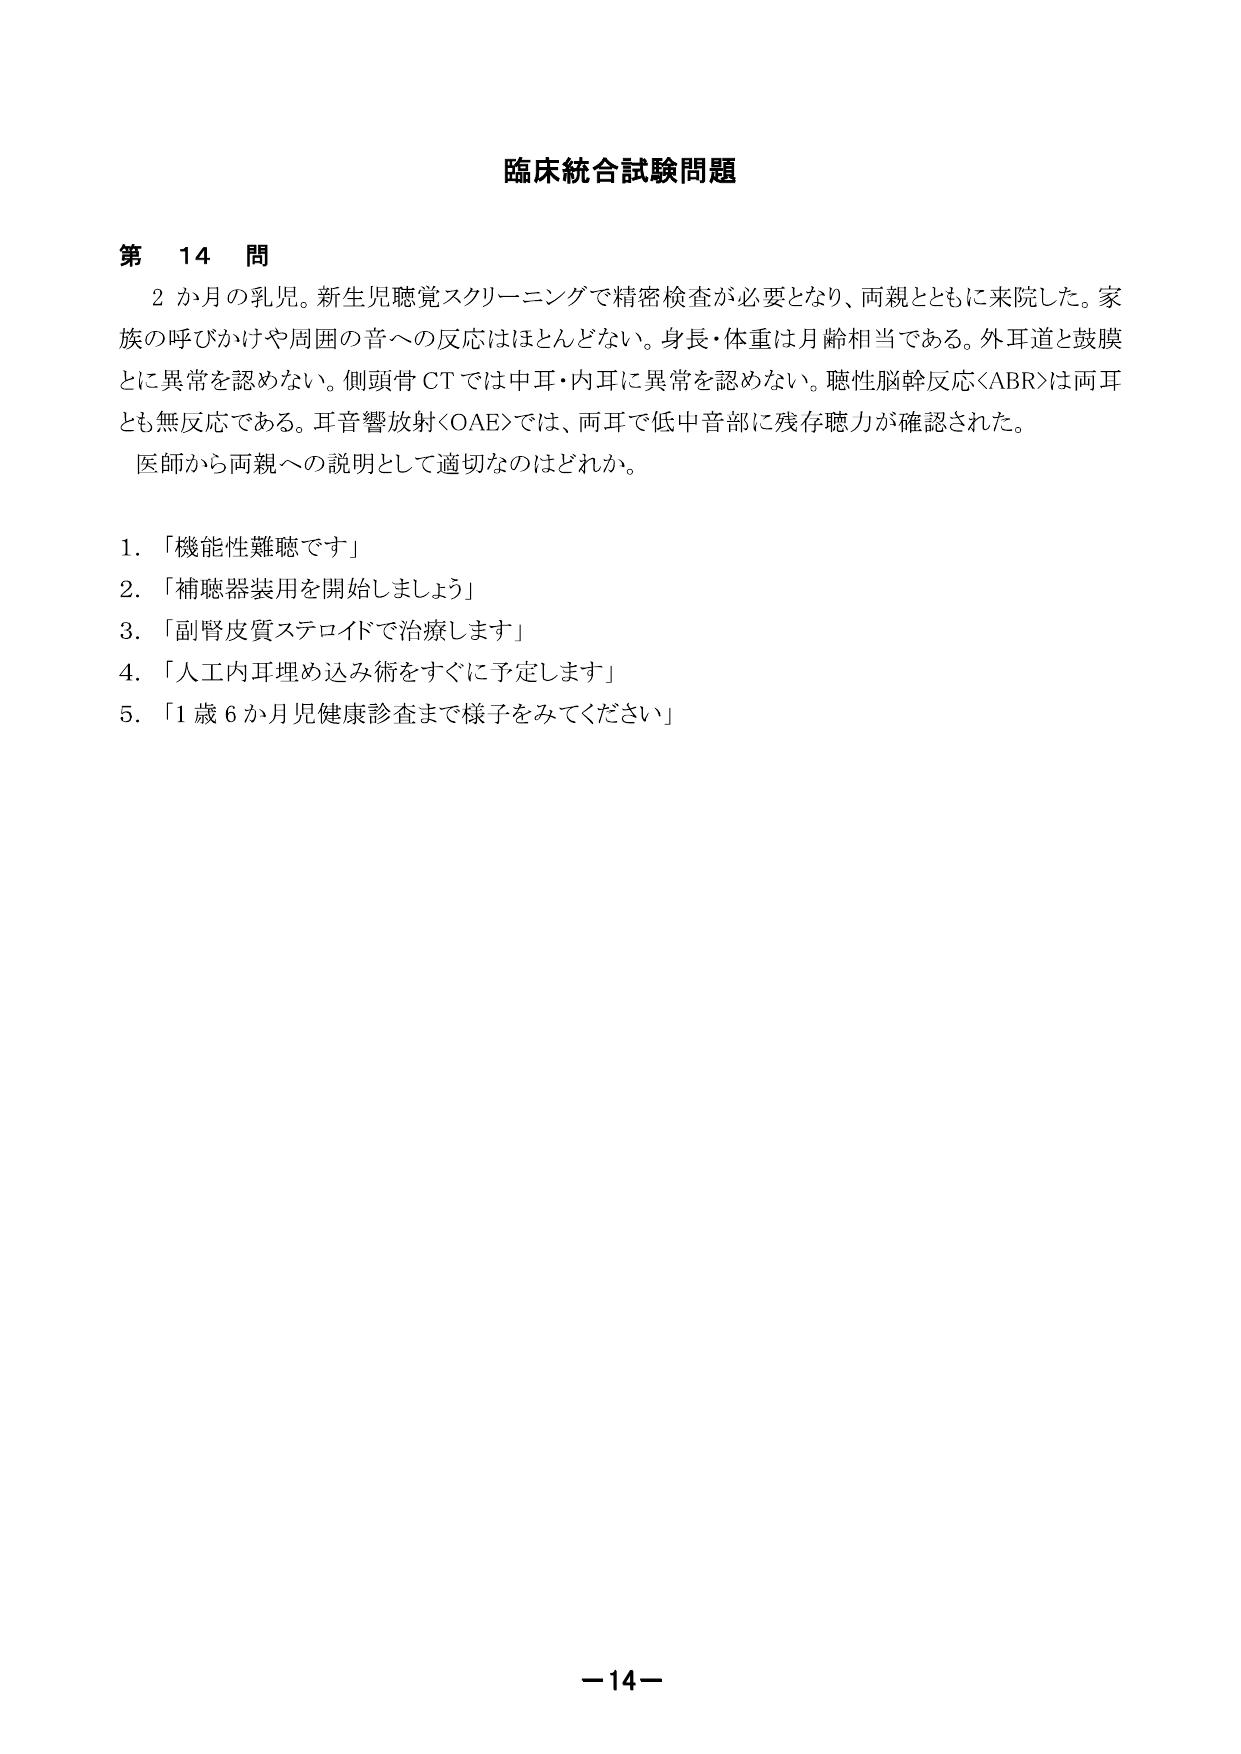 臨床統合試験問題
第 14 問
2 か月の乳児。新生児聴覚スクリーニングで精密検査が必要となり、両親とともに来院した。家
族の呼びかけや周囲の音への反応はほとんどない。身長・体重は月齢相当である。外耳道と鼓膜
とに異常を認めない。側頭骨 CT では中耳・内耳に異常を認めない。聴性脳幹反応<ABR>は両耳
とも無反応である。耳音響放射<OAE>では、両耳で低中音部に残存聴力が確認された。
医師から両親への説明として適切なのはどれか。
1. 「機能性難聴です」
2. 「補聴器装用を開始しましょう」
3. 「副腎皮質ステロイドで治療します」
4. 「人工内耳埋め込み術をすぐに予定します」
5. 「1 歳 6 か月児健康診査まで様子をみてください」
－14－